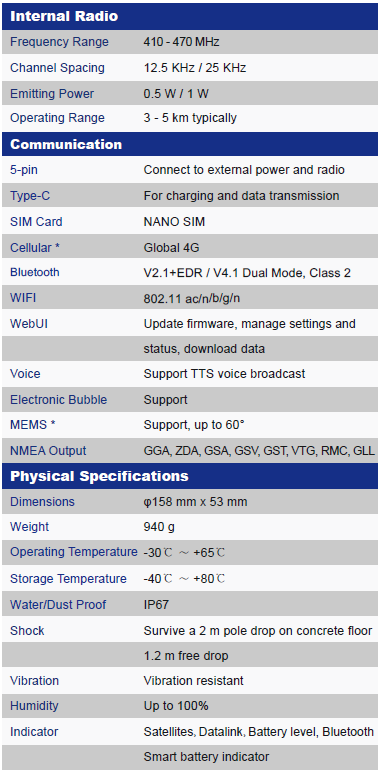 Internal Radio
Frequency Range 410 - 470 MHz
Channel Spacing 12.5 KHz / 25 KHz
Emitting Power 0.5 W / 1 W
Operating Range 3 - 5 km typically
Communication
5-pin Connect to external power and radio
Type-C For charging and data transmission
SIM Card NANO SIM
Cellular * Global 4G
Bluetooth V2.1+EDR / V4.1 Dual Mode, Class 2
WIFI 802.11 ac/n/b/g/n
WebUI Update firmware, manage settings and
status, download data
Voice Support TTS voice broadcast
Electronic Bubble Support
MEMS * Support, up to 60°
NMEA Output GGA, ZDA, GSA, GSV, GST, VTG, RMC, GLL
Physical Specifications
Dimensions φ158 mm x 53 mm
Weight 940 g
Operating Temperature -30℃ ～ +65℃
Storage Temperature -40℃ ～ +80℃
Water/Dust Proof IP67
Shock Survive a 2 m pole drop on concrete floor
1.2 m free drop
Vibration Vibration resistant
Humidity Up to 100%
Indicator Satellites, Datalink, Battery level, Bluetooth
Smart battery indicator